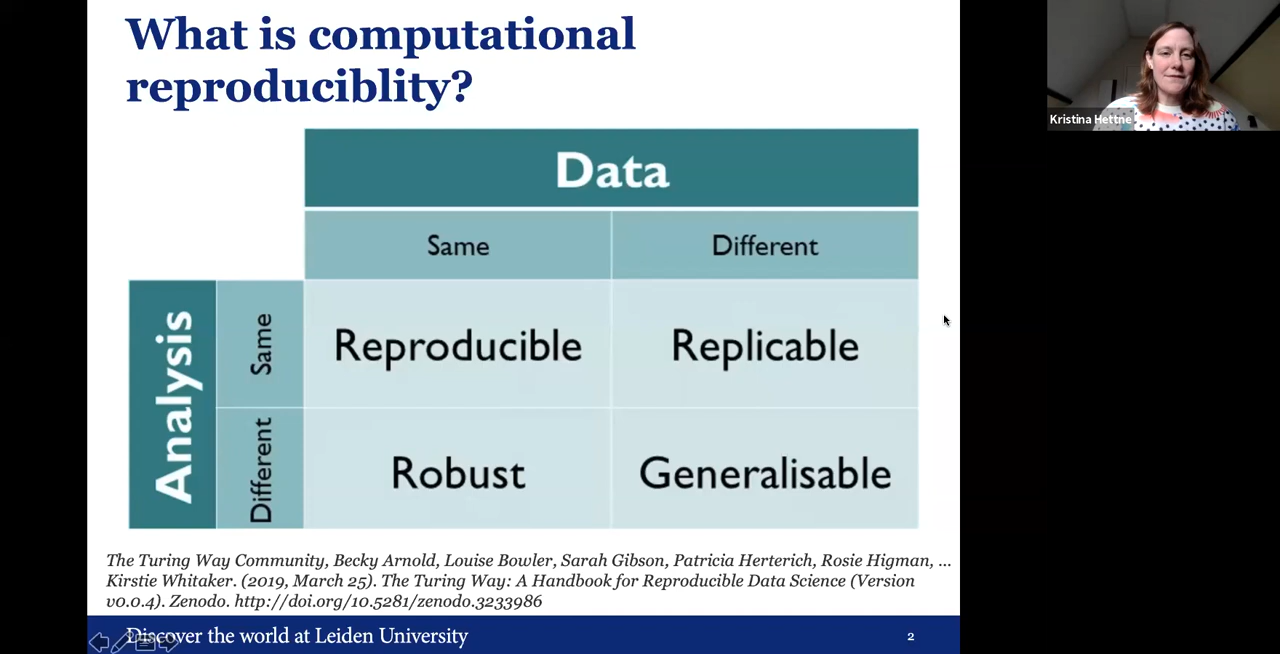 What is computational
reproduciblity?
Data
Same
Different
Analysis
Same
Reproducible
Replicable
Different
Robust
Generalisable
The Turing Way Community, Becky Arnold, Louise Bowler, Sarah Gibson, Patricia Herterich, Rosie Higman, ...
Kirstie Whitaker. (2019, March 25). The Turing Way: A Handbook for Reproducible Data Science (Version
v0.0.4). Zenodo. http://doi.org/10.5281/zenodo.3233986
Discover the world at Leiden University
2
Kristina Hettne